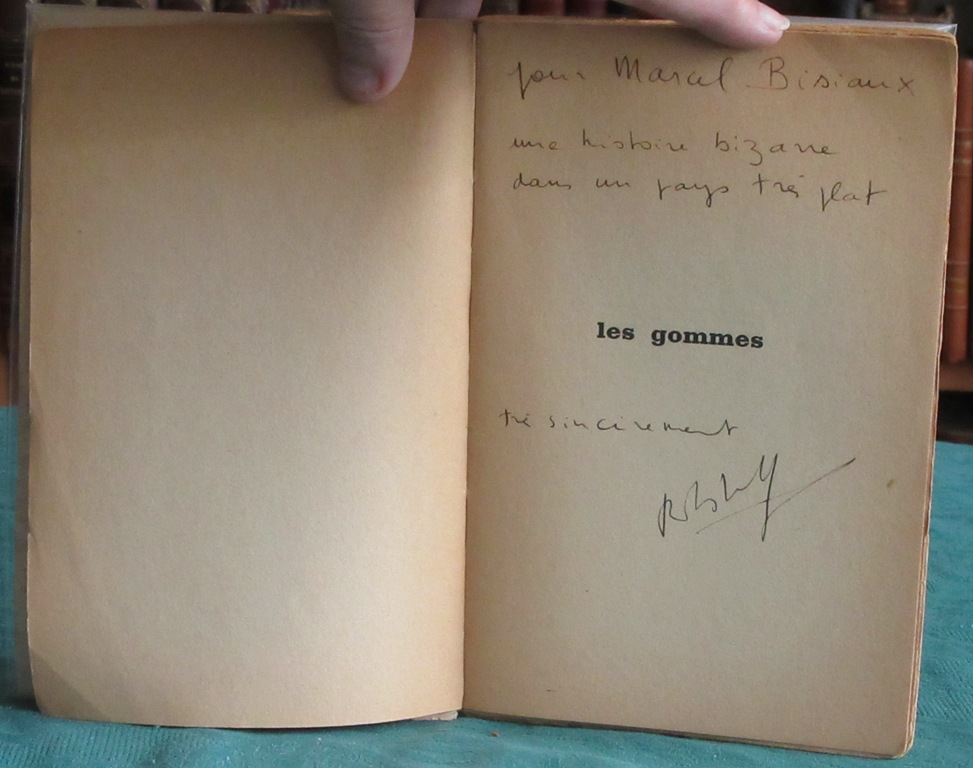 pour Marcel Bisiaux
une histoire bizarre
dans un pays très plat
les gommes
très sincèrement